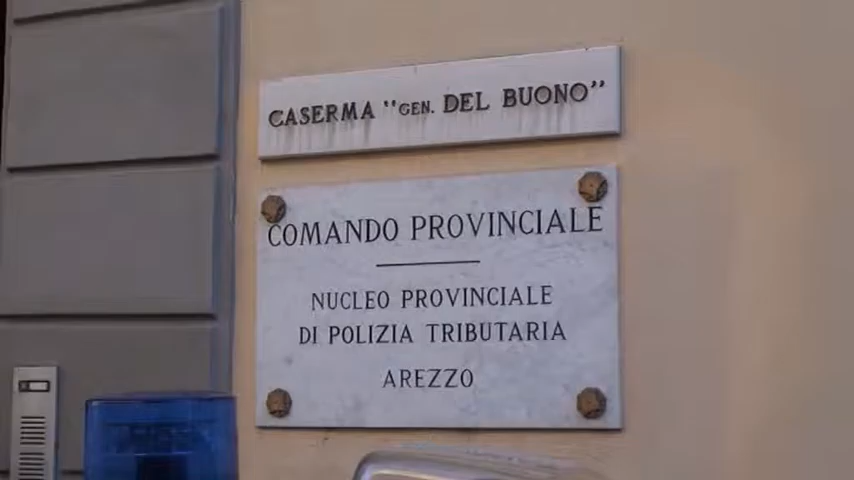 CASERMA "GEN. DEL BUONO"
COMANDO PROVINCIALE
NUCLEO PROVINCIALE
DI POLIZIA TRIBUTARIA
AREZZO